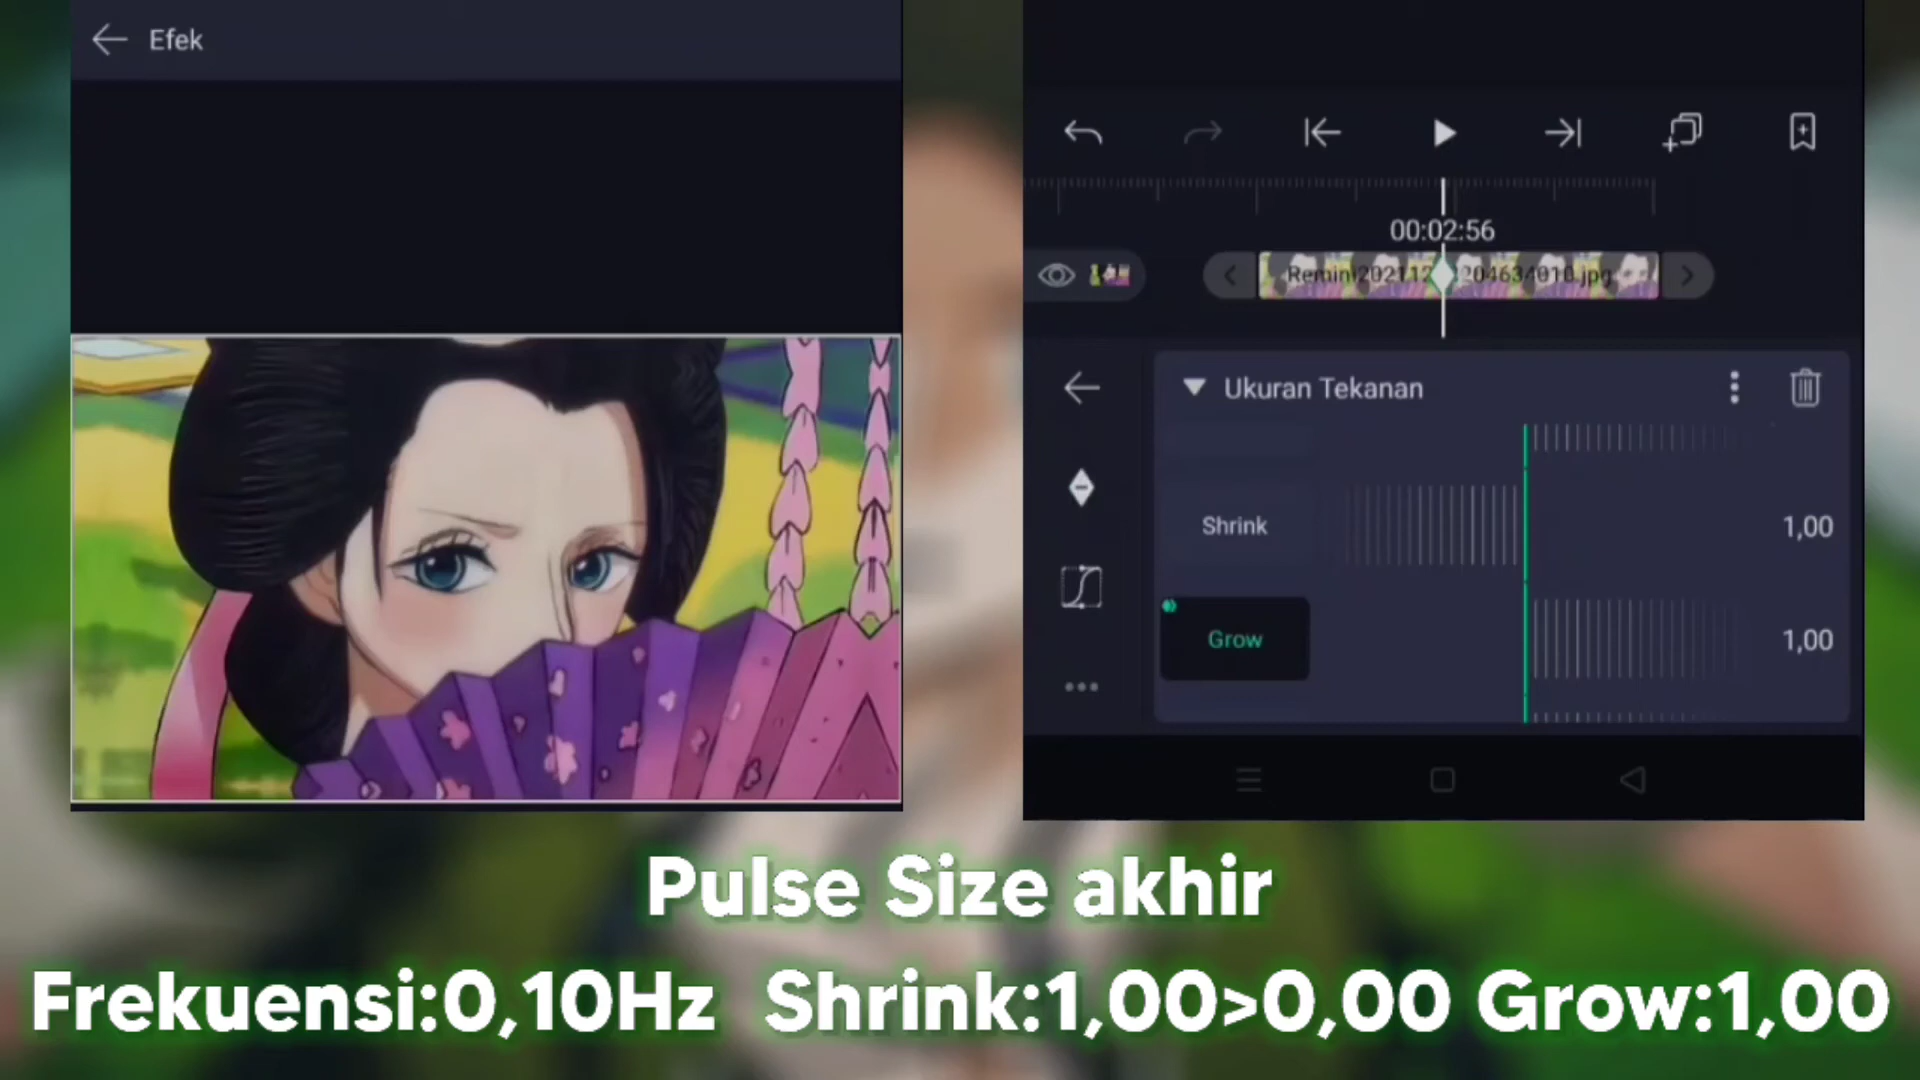 Efek
00:02:56
Ukuran Tekanan
Shrink
1,00
Grow
1,00
Pulse Size akhir
Frekuensi:0,10Hz Shrink:1,00>0,00 Grow:1,00